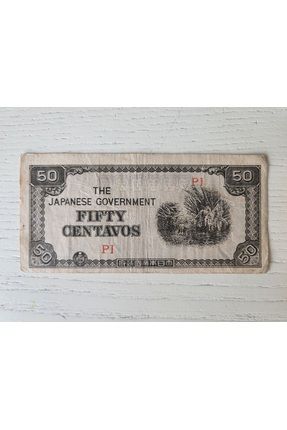 50 PI 50
THE
JAPANESE GOVERNMENT
FIFTY
CENTAVOS
PI
50 50